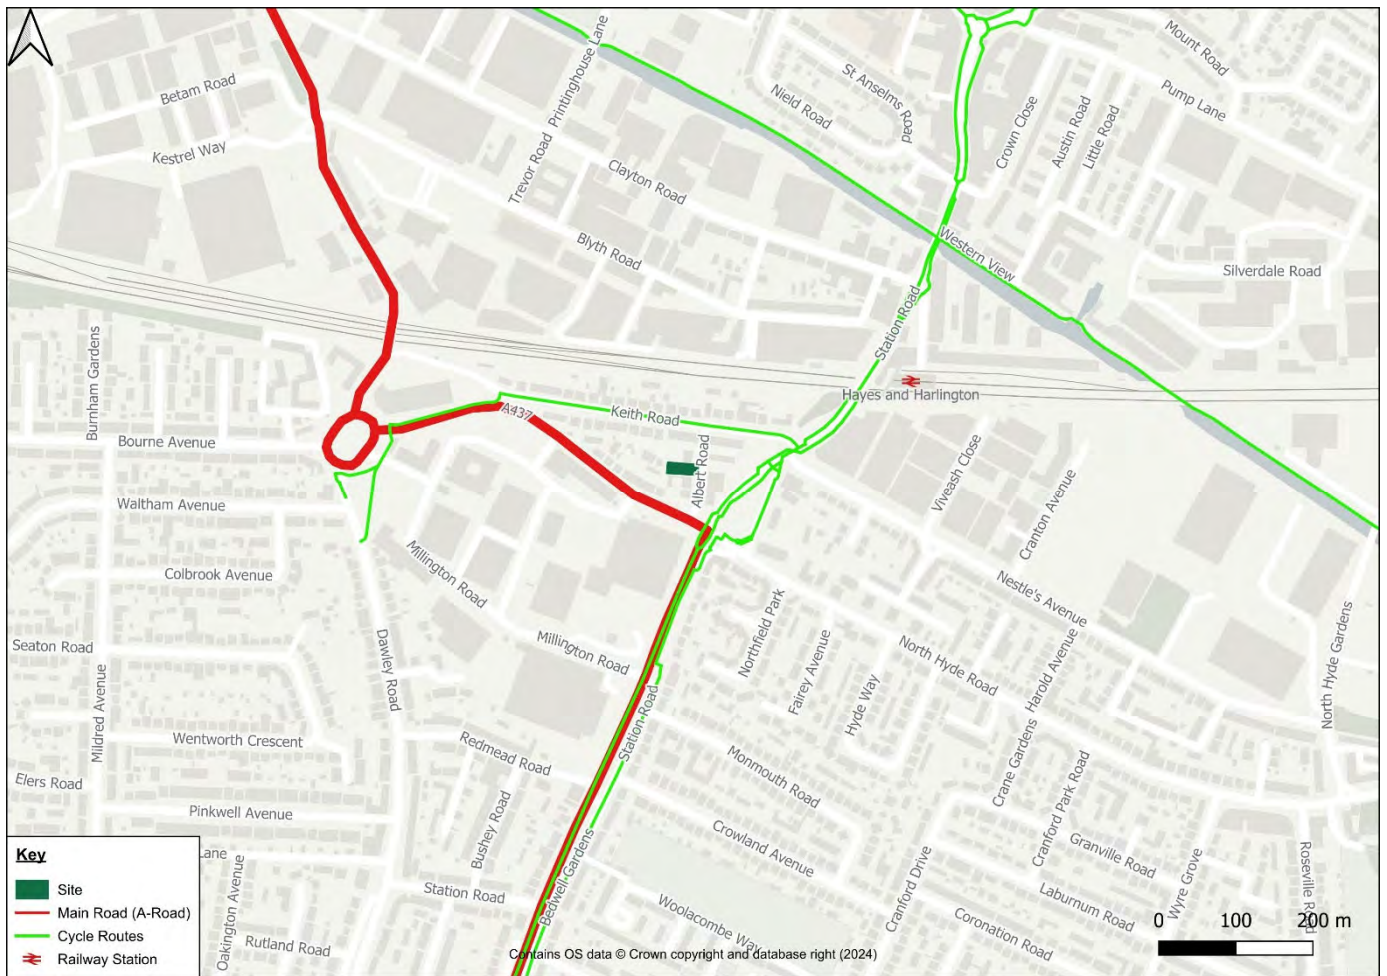 Mount Road
Pump Lane
St Anselms Road
Nield Road
Crown Close
Austin Road
Little Road
Betam Road
Printinghouse Lane
Trevor Road
Kestrel Way
Clayton Road
Blyth Road
Western View
Silverdale Road
Station Road
Hayes and Harlington
Burnham Gardens
A437
Keith Road
Bourne Avenue
Albert Road
Viveash Close
Cranton Avenue
Waltham Avenue
Colbrook Avenue
Millington Road
Nestle's Avenue
Northfield Park
Fairey Avenue
Hyde Way
North Hyde Road
Harold Avenue
Crane Gardens
North Hyde Gardens
Seaton Road
Mildred Avenue
Dawley Road
Millington Road
Station Road
Wentworth Crescent
Redmead Road
Monmouth Road
Elers Road
Pinkwell Avenue
Bushey Road
Crowland Avenue
Cranford Park Road
Granville Road
Laburnum Road
Wyre Grove
Roseville Road
Cranford Drive
Coronation Road
Lane
Oakington Avenue
Station Road
Rutland Road
Bedwell Gardens
Woolacombe Way
Key
Site
Main Road (A-Road)
Cycle Routes
Railway Station
0 100 200 m
Contains OS data © Crown copyright and database right (2024)